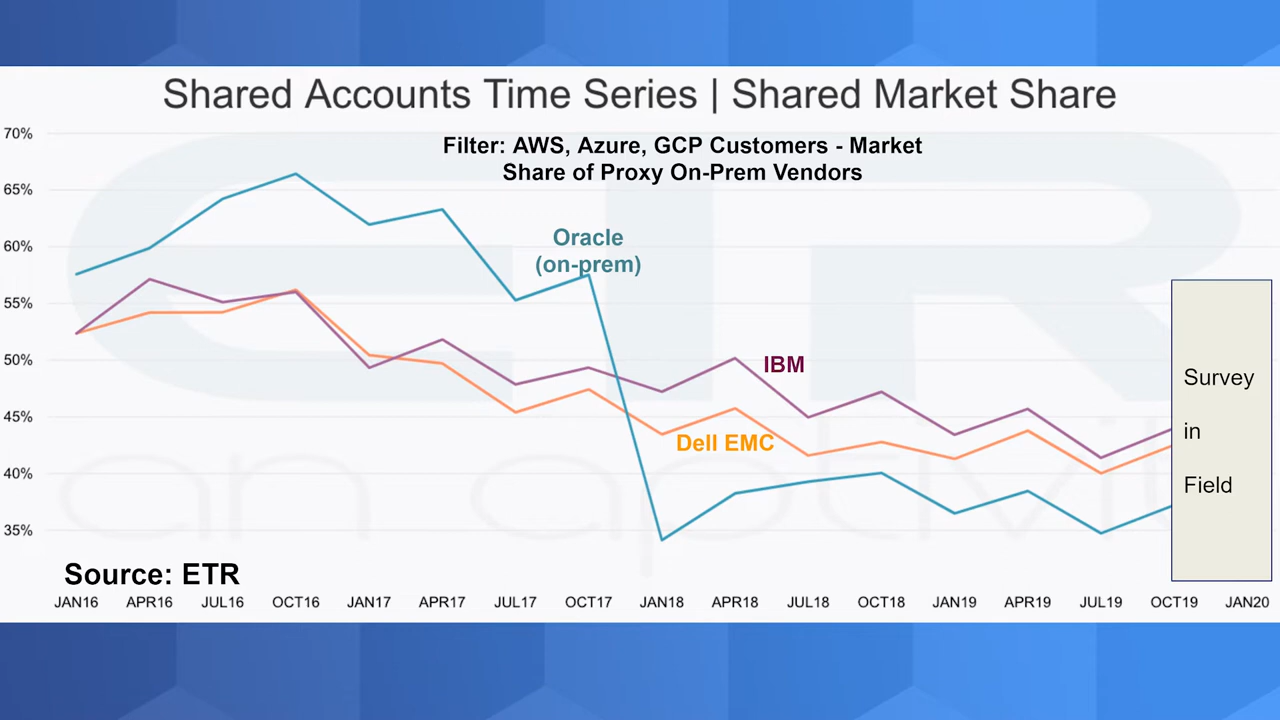 Shared Accounts Time Series | Shared Market Share
Filter: AWS, Azure, GCP Customers - Market
Share of Proxy On-Prem Vendors
70%
65%
60%
55%
50%
45%
40%
35%
Oracle
(on-prem)
IBM
Dell EMC
Survey
in
Field
Source: ETR
JAN16 APR16 JUL16 OCT16 JAN17 APR17 JUL17 OCT17 JAN18 APR18 JUL18 OCT18 JAN19 APR19 JUL19 OCT19 JAN20
ETR